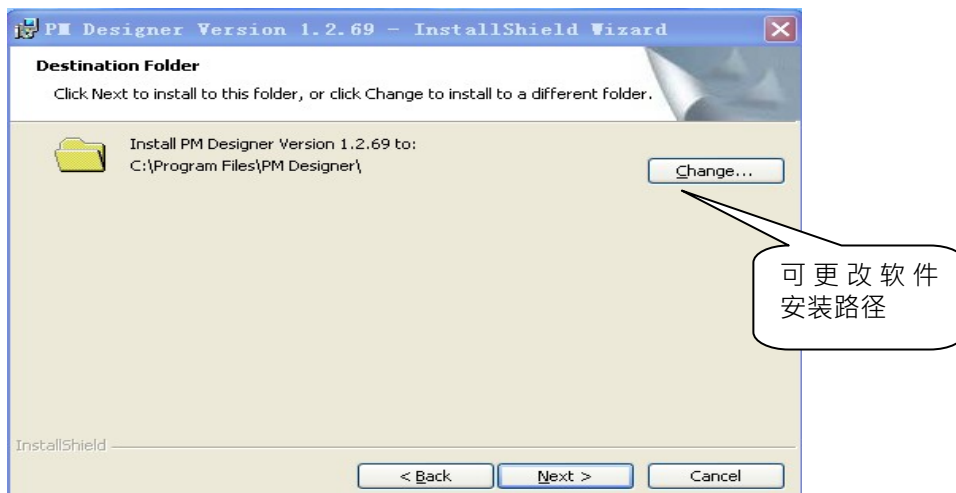 PM Designer Version 1.2.69 - InstallShield Wizard
Destination Folder
Click Next to install to this folder, or click Change to install to a different folder.
Install PM Designer Version 1.2.69 to:
C:\Program Files\PM Designer\
Change...
可更改软件
安装路径
InstallShield
< Back
Next >
Cancel